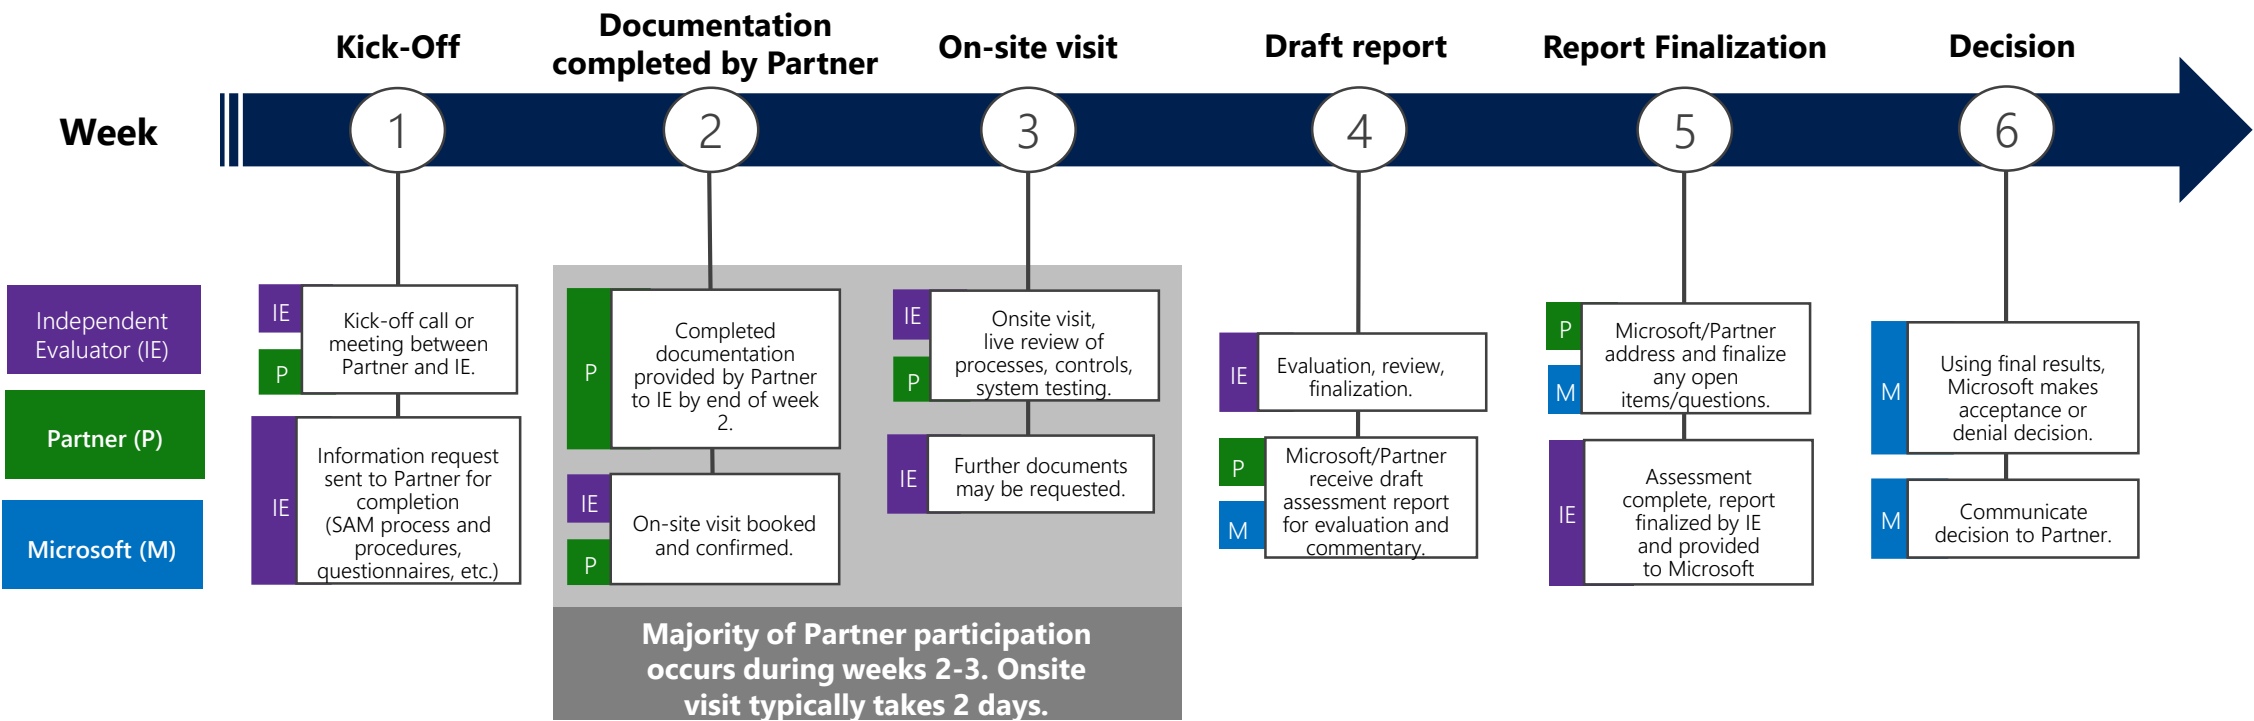 Kick-Off
Documentation
completed by Partner
On-site visit
Draft report
Report Finalization
Decision
Week
1
2
3
4
5
6
Independent
Evaluator (IE)
Partner (P)
Microsoft (M)
IE
P
Kick-off call or
meeting between
Partner and IE.
IE
Information request
sent to Partner for
completion
(SAM process and
procedures,
questionnaires, etc.)
P
Completed
documentation
provided by Partner
to IE by end of week
2.
IE
P
On-site visit booked
and confirmed.
IE
P
Onsite visit,
live review of
processes, controls,
system testing.
IE
Further documents
may be requested.
Majority of Partner participation
occurs during weeks 2-3. Onsite
visit typically takes 2 days.
IE
Evaluation, review,
finalization.
P
M
Microsoft/Partner
receive draft
assessment report
for evaluation and
commentary.
P
M
Microsoft/Partner
address and finalize
any open
items/questions.
IE
Assessment
complete, report
finalized by IE
and provided
to Microsoft
M
Using final results,
Microsoft makes
acceptance or
denial decision.
M
Communicate
decision to Partner.